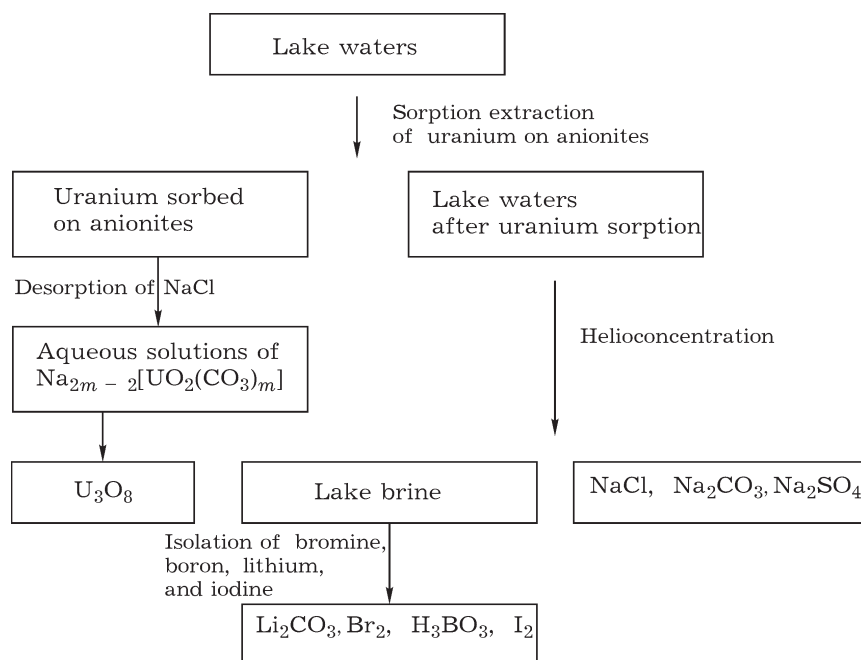 Lake waters
Sorption extraction
of uranium on anionites
Uranium sorbed
on anionites
Lake waters
after uranium sorption
Desorption of NaCl
Helioconcentration
Aqueous solutions of
Na₂ₘ ₋ ₂[UO₂(CO₃)ₘ]
U₃O₈
Lake brine
NaCl, Na₂CO₃, Na₂SO₄
Isolation of bromine,
boron, lithium,
and iodine
Li₂CO₃, Br₂, H₃BO₃, I₂